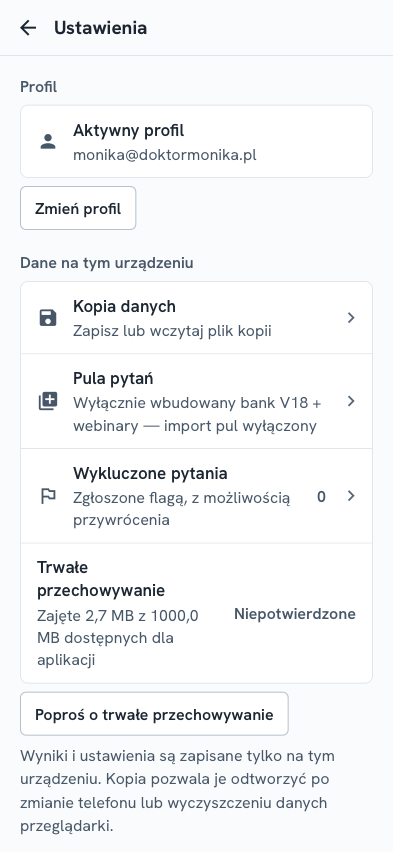 Ustawienia
Profil
Aktywny profil
monika@doktormonika.pl
Zmień profil
Dane na tym urządzeniu
Kopia danych
Zapisz lub wczytaj plik kopii
Pula pytań
Wyłącznie wbudowany bank V18 +
webinary — import pul wyłączony
Wykluczone pytania
Zgłoszone flagą, z możliwością
przywrócenia
0
Trwałe
przechowywanie
Zajęte 2,7 MB z 1000,0
MB dostępnych dla
aplikacji
Niepotwierdzone
Poproś o trwałe przechowywanie
Wyniki i ustawienia są zapisane tylko na tym
urządzeniu. Kopia pozwala je odtworzyć po
zmianie telefonu lub wyczyszczeniu danych
przeglądarki.